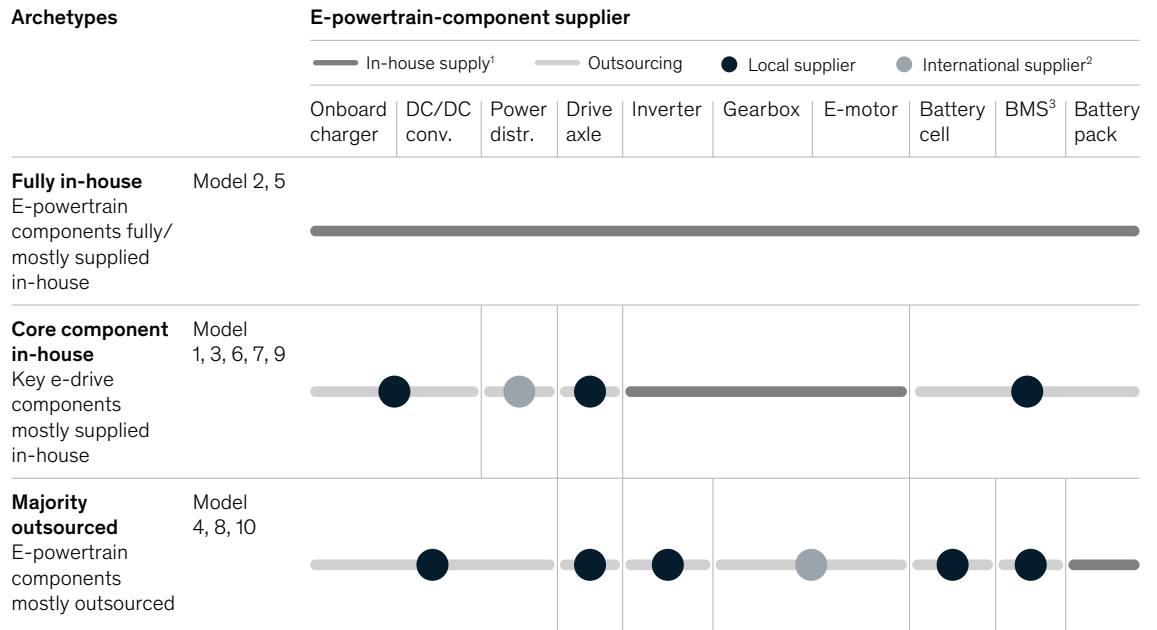 Archetypes
E-powertrain-component supplier
In-house supply¹ Outsourcing Local supplier International supplier²
Onboard charger
DC/DC conv.
Power distr.
Drive axle
Inverter
Gearbox
E-motor
Battery cell
BMS³
Battery pack
Fully in-house
E-powertrain
components fully/
mostly supplied
in-house
Model 2, 5
Core component
in-house
Key e-drive
components
mostly supplied
in-house
Model
1, 3, 6, 7, 9
Majority
outsourced
E-powertrain
components
mostly outsourced
Model
4, 8, 10